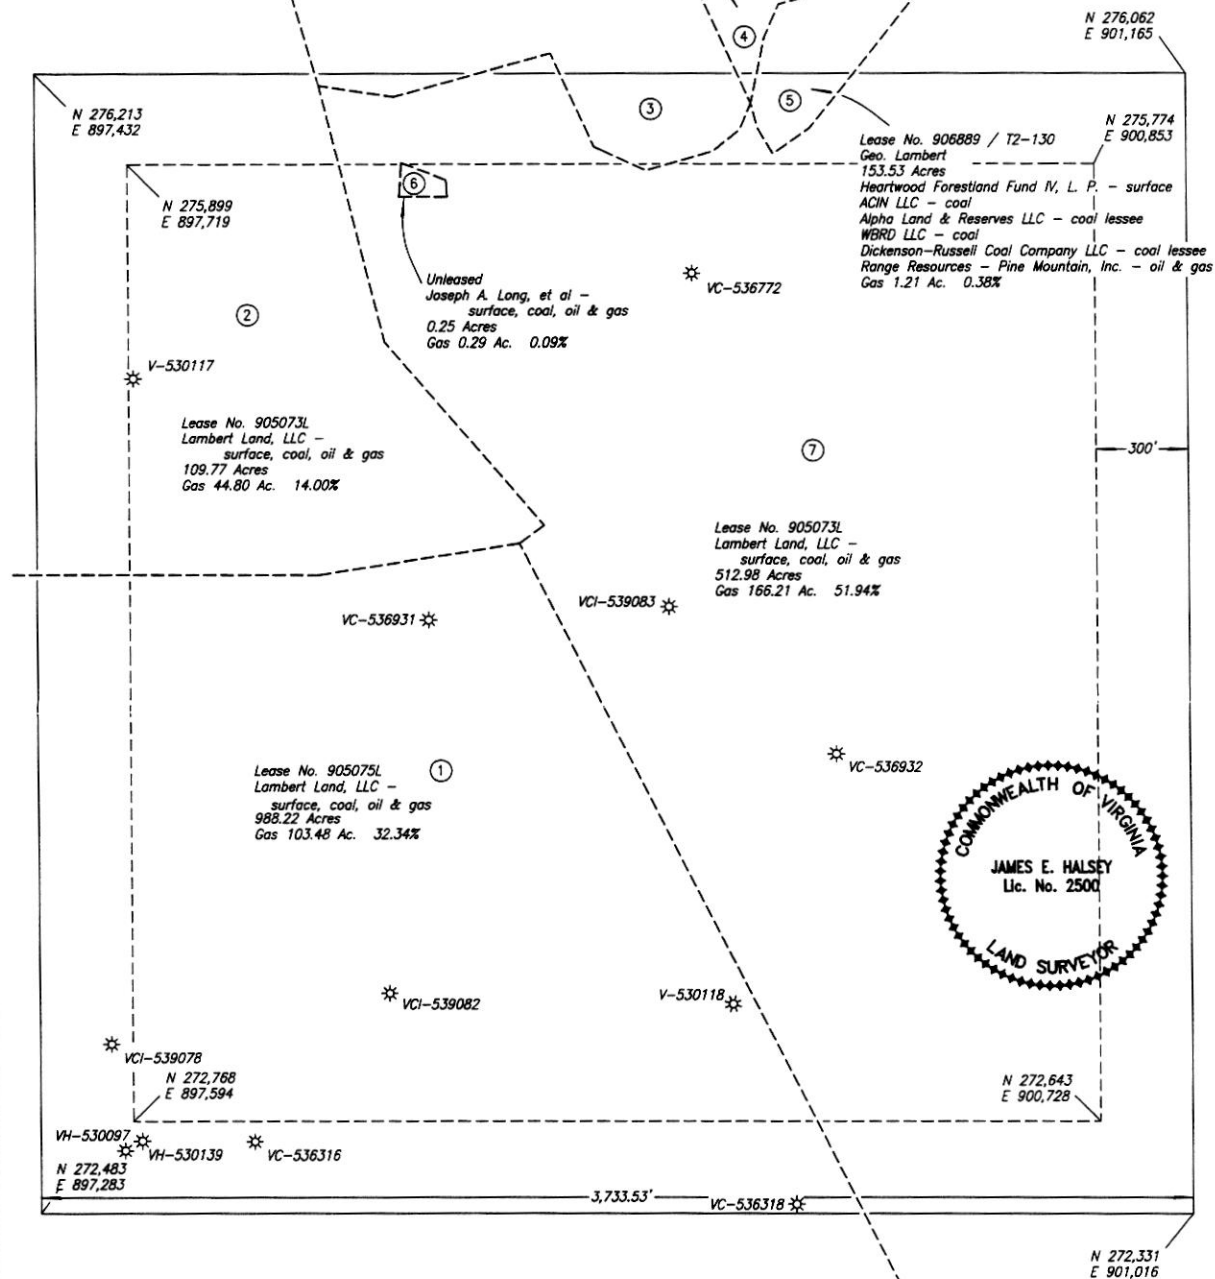 N 276,062
E 901,165
4
N 276,213
E 897,432
3
5
N 275,774
E 900,853
Lease No. 906889 / T2-130
Geo. Lambert
153.53 Acres
Heartwood Forestland Fund IV, L. P. - surface
ACIN LLC - coal
Alpha Land & Reserves LLC - coal lessee
WBRD LLC - coal
Dickenson-Russell Coal Company LLC - coal lessee
Range Resources - Pine Mountain, Inc. - oil & gas
Gas 1.21 Ac. 0.38%
6
N 275,899
E 897,719
Unleased
Joseph A. Long, et al -
surface, coal, oil & gas
0.25 Acres
Gas 0.29 Ac. 0.09%
VC-536772
2
V-530117
Lease No. 905073L
Lambert Land, LLC -
surface, coal, oil & gas
109.77 Acres
Gas 44.80 Ac. 14.00%
7
300'
Lease No. 905073L
Lambert Land, LLC -
surface, coal, oil & gas
512.98 Acres
Gas 166.21 Ac. 51.94%
VCI-539083
VC-536931
VC-536932
Lease No. 905075L
Lambert Land, LLC -
surface, coal, oil & gas
988.22 Acres
Gas 103.48 Ac. 32.34%
1
COMMONWEALTH OF VIRGINIA
JAMES E. HALSEY
Lic. No. 2500
LAND SURVEYOR
VCI-539082
V-530118
VCI-539078
N 272,768
E 897,594
N 272,643
E 900,728
VH-530097
VH-530139
VC-536316
N 272,483
E 897,283
3,733.53'
VC-536318
N 272,331
E 901,016